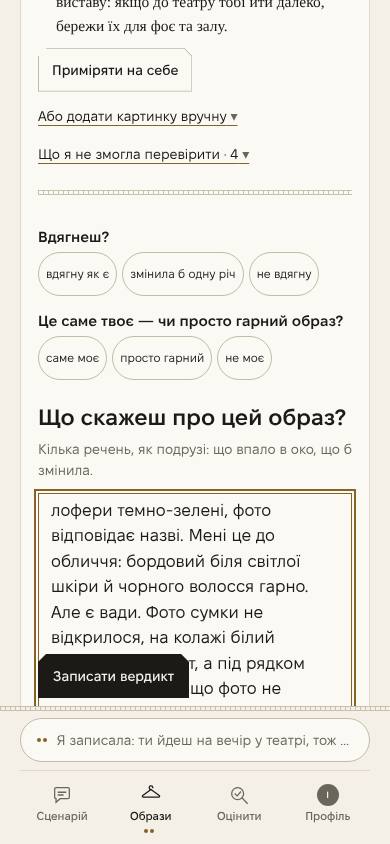 виставу: якщо до театру тобі йти далеко,
бережи їх для фоє та залу.
Приміряти на себе
Або додати картинку вручну ▾
Що я не змогла перевірити · 4 ▾
Вдягнеш?
вдягну як є
змінила б одну річ
не вдягну
Це саме твоє — чи просто гарний образ?
саме моє
просто гарний
не моє
Що скажеш про цей образ?
Кілька речень, як подрузі: що впало в око, що б
змінила.
лофери темно-зелені, фото
відповідає назві. Мені це до
обличчя: бордовий біля світлої
шкіри й чорного волосся гарно.
Але є вади. Фото сумки не
відкрилося, на колажі білий
т, а під рядком
що фото не
Записати вердикт
Я записала: ти йдеш на вечір у театрі, тож ...
Сценарій
Образи
Оцінити
І
Профіль